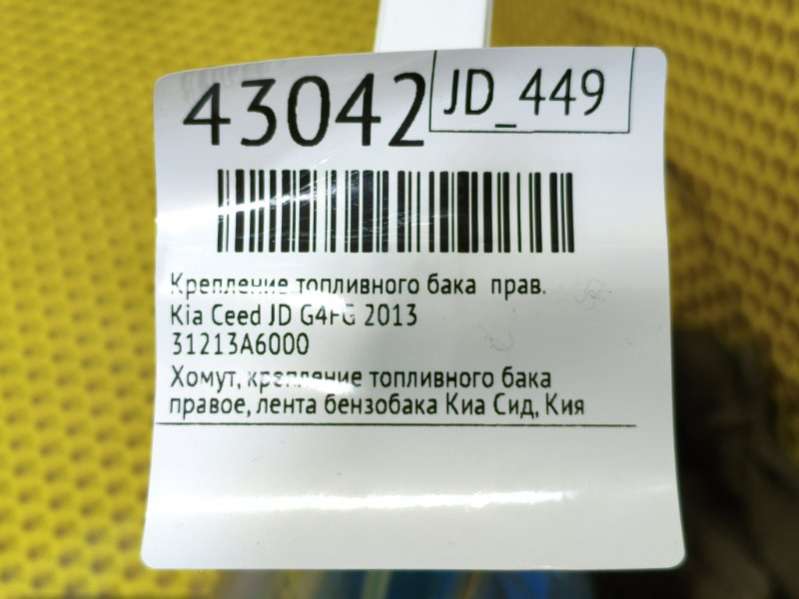 43042
JD_449
Крепление топливного бака прав.
Kia Ceed JD G4FG 2013
31213A6000
Хомут, крепление топливного бака
правое, лента бензобака Киа Сид, Кия